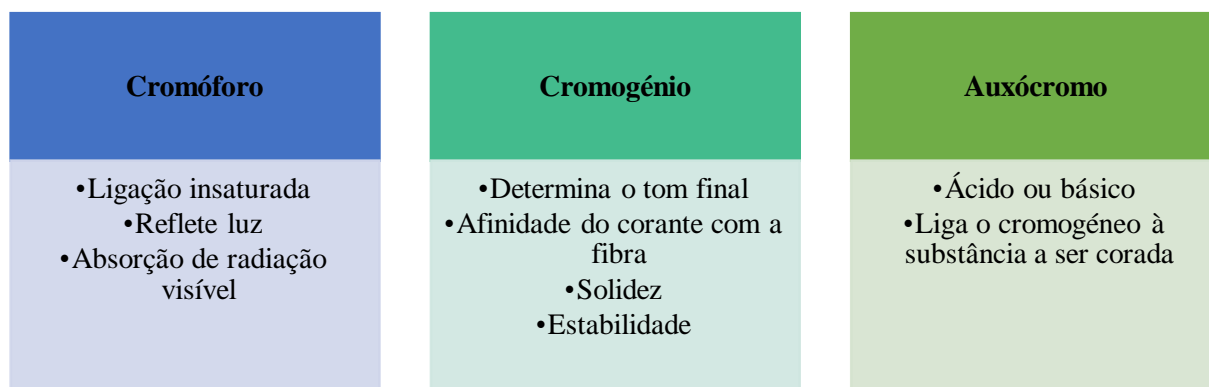 Cromóforo
•Ligação insaturada
•Reflete luz
•Absorção de radiação
visível
Cromogénio
•Determina o tom final
•Afinidade do corante com a
fibra
•Solidez
•Estabilidade
Auxócromo
•Ácido ou básico
•Liga o cromogéneo à
substância a ser corada